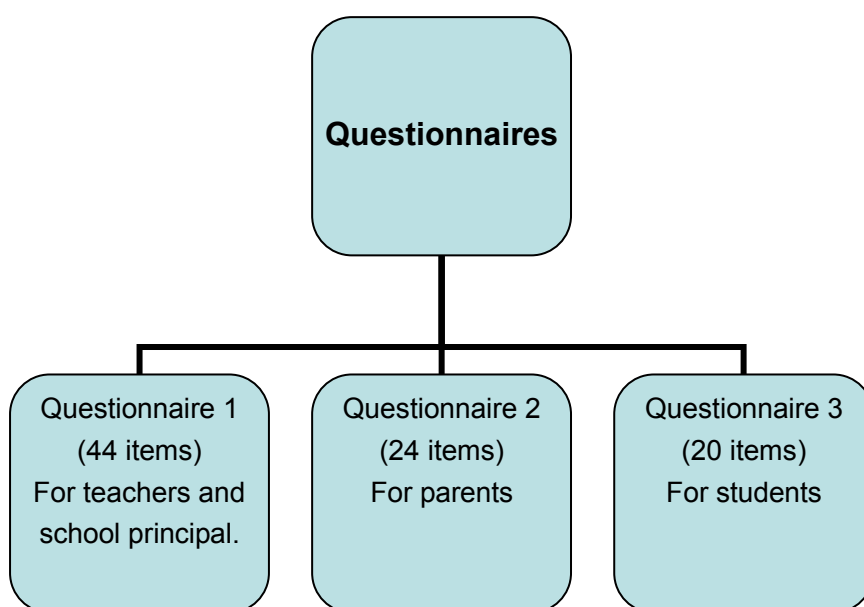 Questionnaires
Questionnaire 1
(44 items)
For teachers and
school principal.
Questionnaire 2
(24 items)
For parents
Questionnaire 3
(20 items)
For students